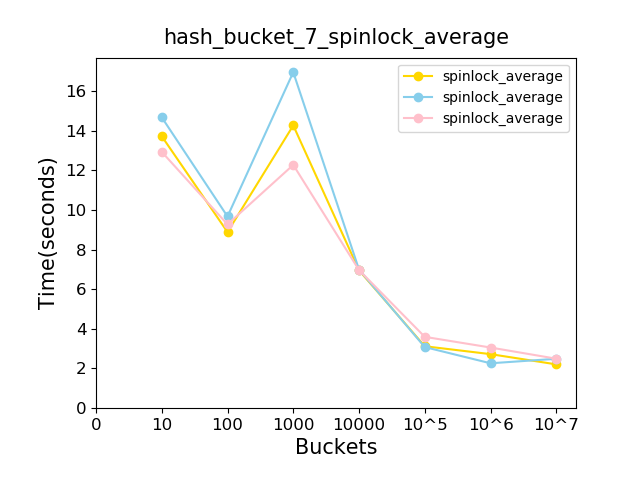 hash_bucket_7_spinlock_average
spinlock_average
spinlock_average
spinlock_average
Time(seconds)
16
14
12
10
8
6
4
2
0
0 10 100 1000 10000 10^5 10^6 10^7
Buckets